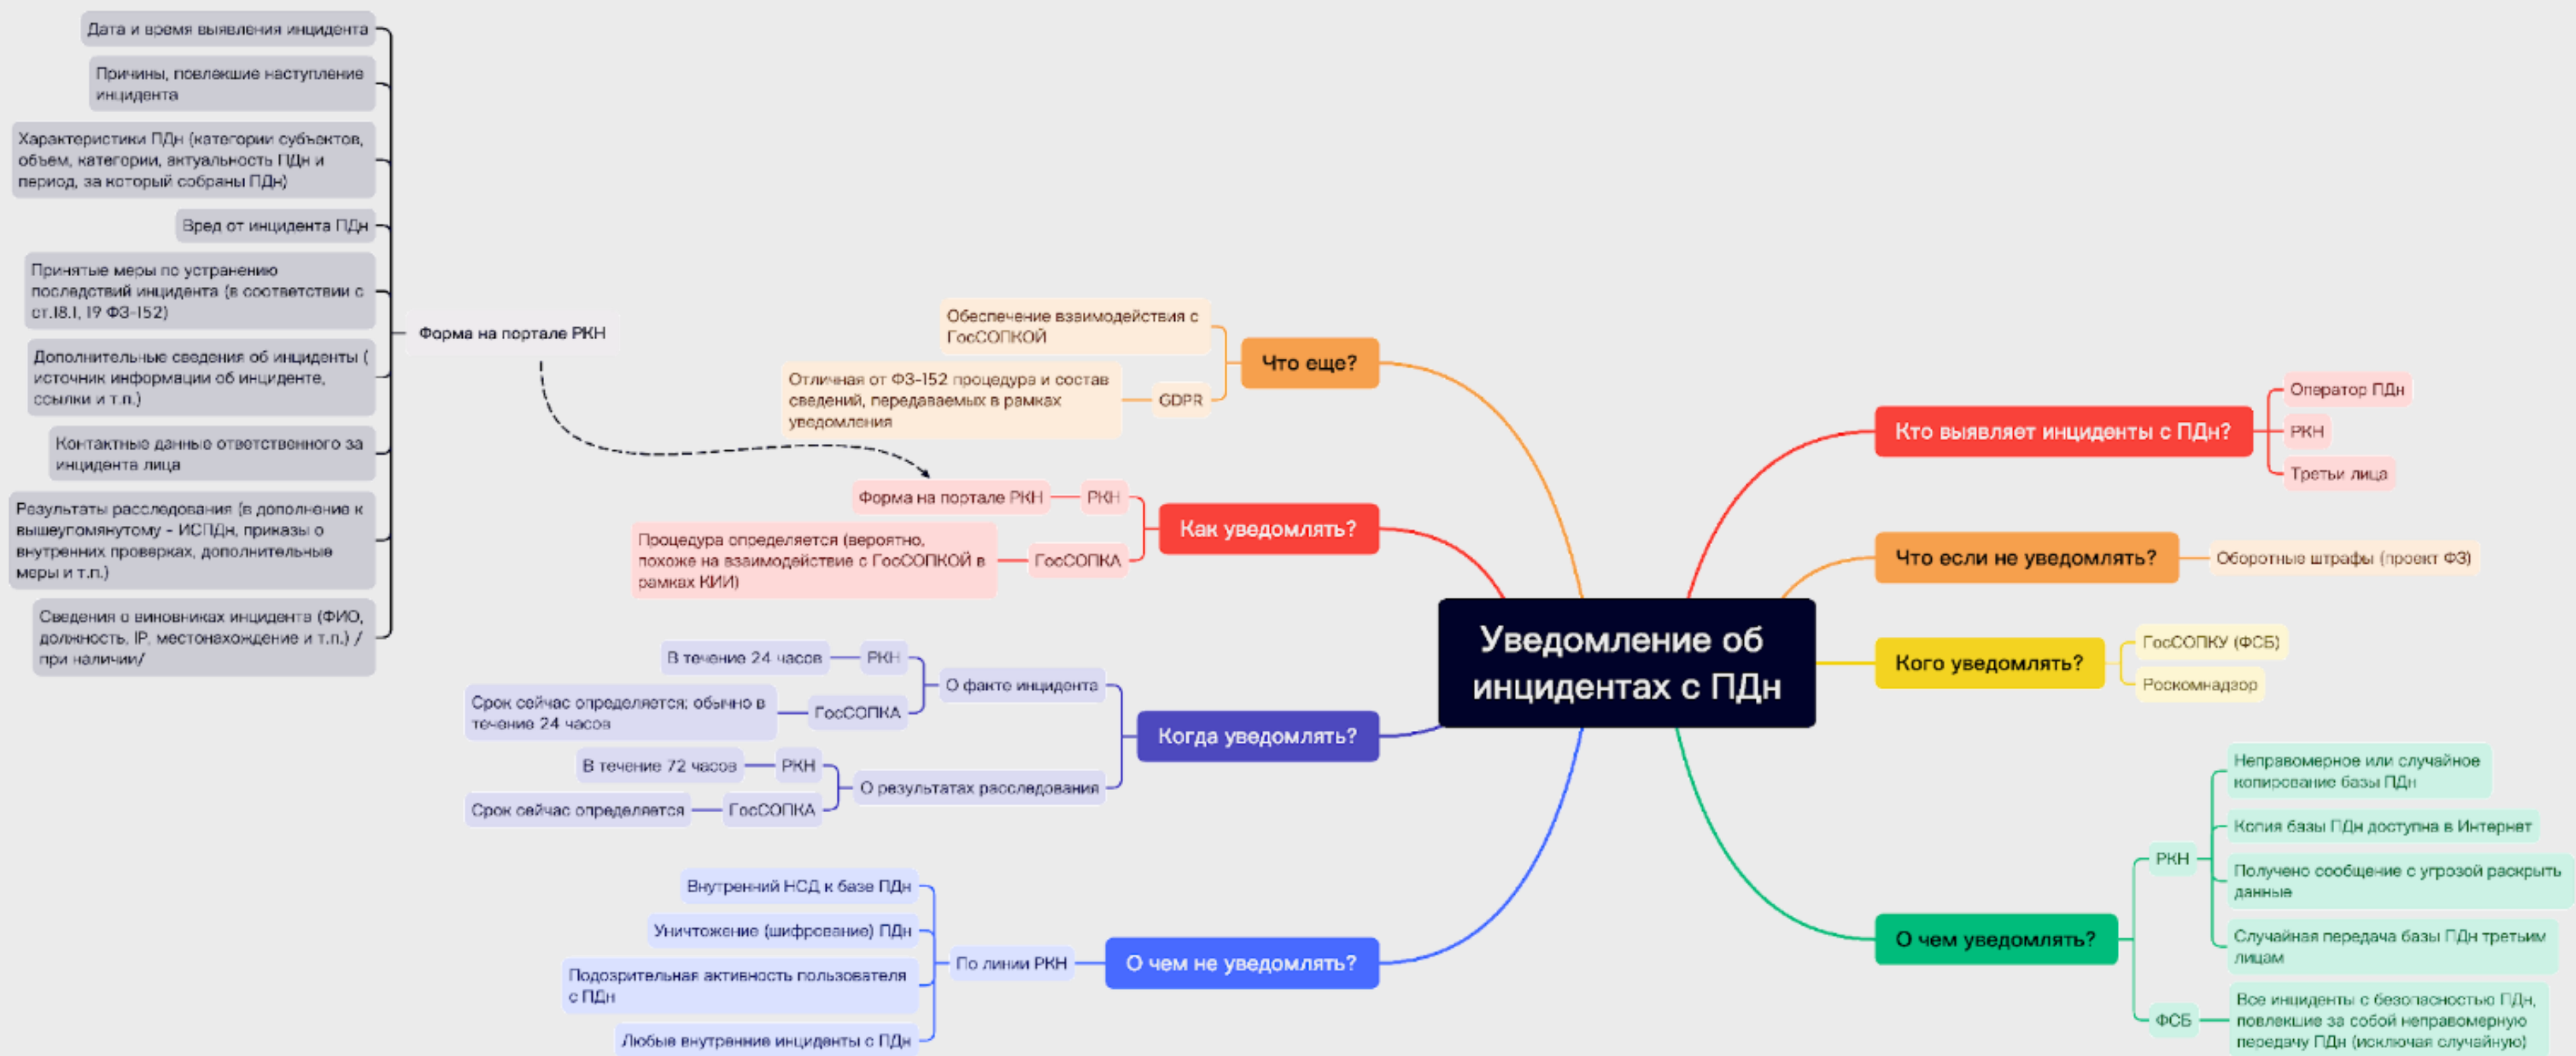 Дата и время выявления инцидента
Причины, повлекшие наступление
инцидента
Характеристики ПДн (категории субъектов,
объем, категории, актуальность ПДн и
период, за который собраны ПДн)
Вред от инцидента ПДн
Принятые меры по устранению
последствий инцидента (в соответствии с
ст.18.1, 19 ФЗ-152)
Дополнительные сведения об инциденты (
источник информации об инциденте,
ссылки и т.п.)
Контактные данные ответственного за
инцидента лица
Результаты расследования (в дополнение к
вышеупомянутому - ИСПДн, приказы о
внутренних проверках, дополнительные
меры и т.п.)
Сведения о виновниках инцидента (ФИО,
должность, IP, местонахождение и т.п.) /
при наличии/
Форма на портале РКН
Обеспечение взаимодействия с
ГосСОПКОЙ
Отличная от ФЗ-152 процедура и состав
сведений, передаваемых в рамках
уведомления
GDPR
Что еще?
Форма на портале РКН
РКН
Процедура определяется (вероятно,
похоже на взаимодействие с ГосСОПКОЙ в
рамках КИИ)
ГосСОПКА
Как уведомлять?
В течение 24 часов
РКН
Срок сейчас определяется; обычно в
течение 24 часов
ГосСОПКА
О факте инцидента
В течение 72 часов
РКН
Срок сейчас определяется
ГосСОПКА
О результатах расследования
Когда уведомлять?
Внутренний НСД к базе ПДн
Уничтожение (шифрование) ПДн
Подозрительная активность пользователя
с ПДн
Любые внутренние инциденты с ПДн
По линии РКН
О чем не уведомлять?
Уведомление об
инцидентах с ПДн
Кто выявляет инциденты с ПДн?
Оператор ПДн
РКН
Третьи лица
Что если не уведомлять?
Оборотные штрафы (проект ФЗ)
Кого уведомлять?
ГосСОПКУ (ФСБ)
Роскомнадзор
О чем уведомлять?
РКН
Неправомерное или случайное
копирование базы ПДн
Копия базы ПДн доступна в Интернет
Получено сообщение с угрозой раскрыть
данные
Случайная передача базы ПДн третьим
лицам
ФСБ
Все инциденты с безопасностью ПДн,
повлекшие за собой неправомерную
передачу ПДн (исключая случайную)